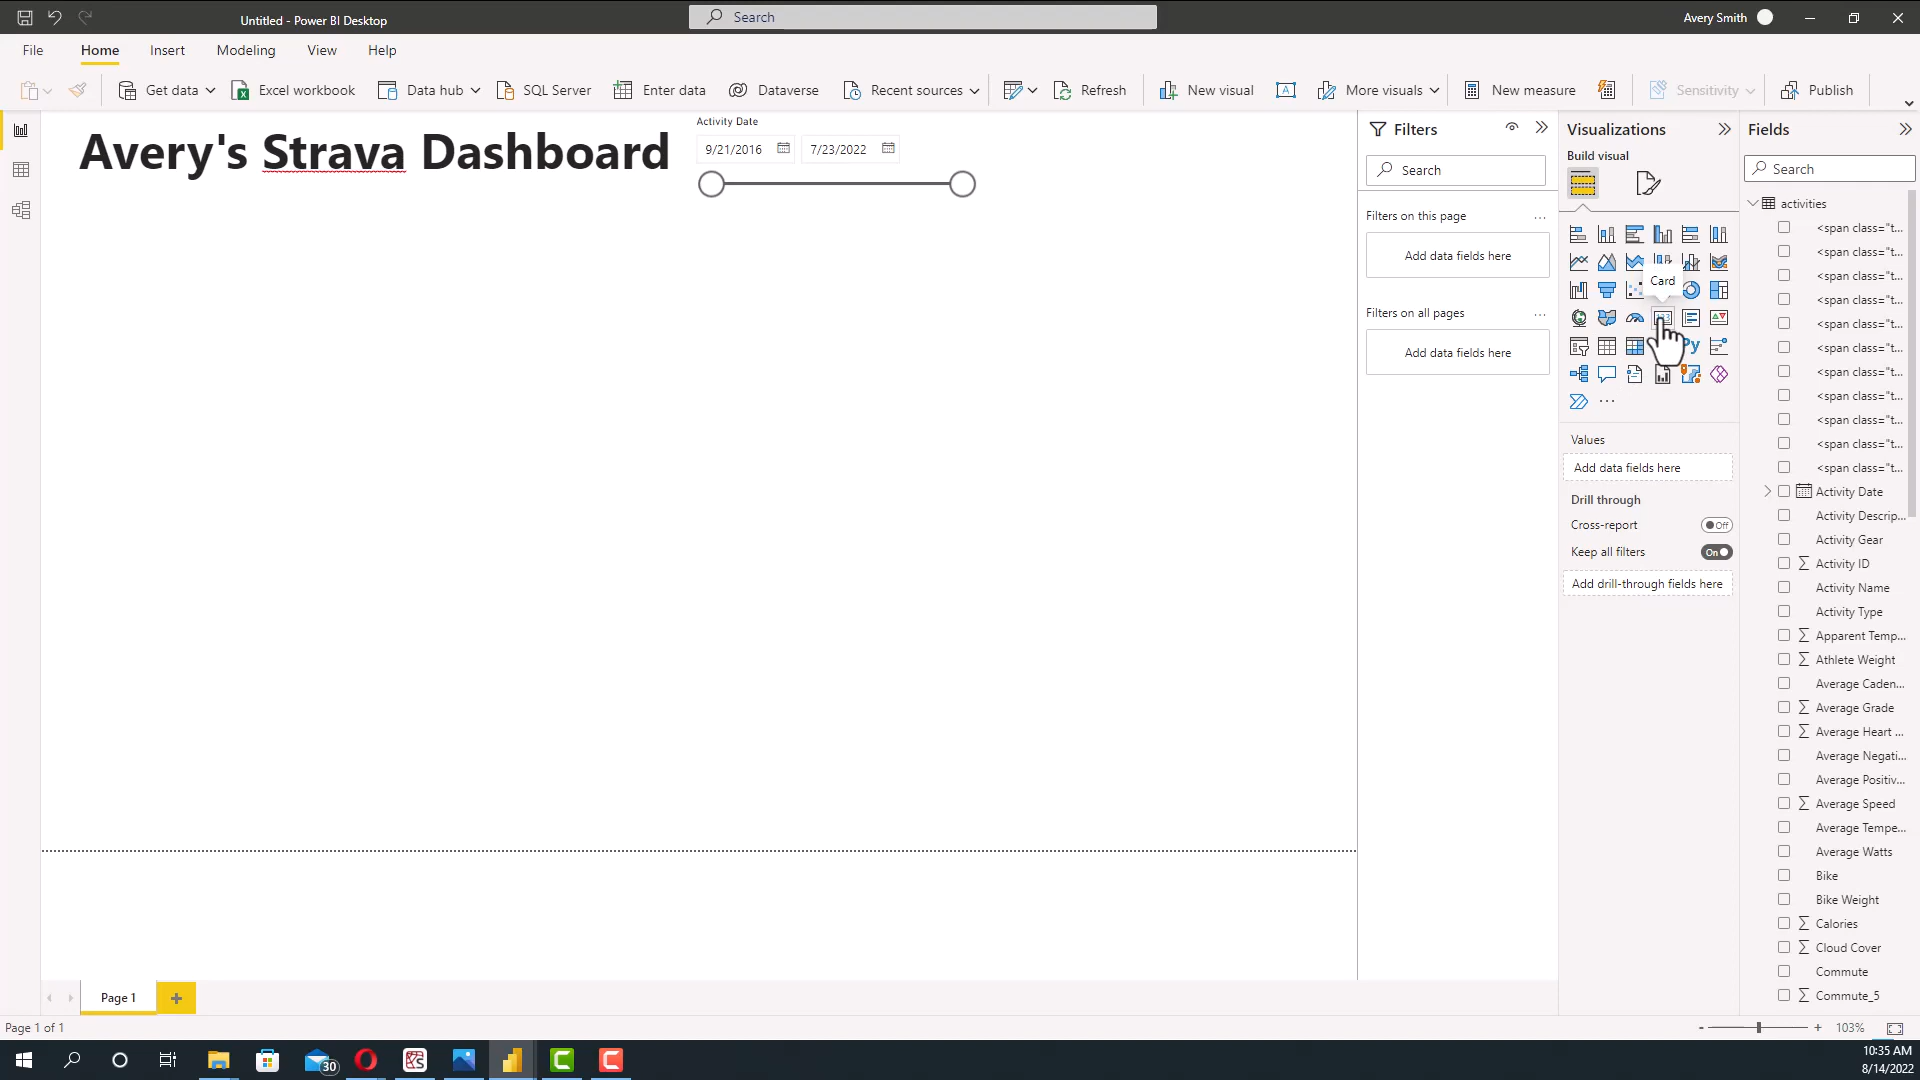 Untitled - Power BI Desktop
Search
Avery Smith
File
Home
Insert
Modeling
View
Help
Get data
Excel workbook
Data hub
SQL Server
Enter data
Dataverse
Recent sources
Refresh
New visual
More visuals
New measure
Sensitivity
Publish
Avery's Strava Dashboard
Activity Date
9/21/2016
7/23/2022
Filters
Search
Filters on this page
...
Add data fields here
Filters on all pages
...
Add data fields here
Visualizations
Build visual
Card
123
Py
...
Values
Add data fields here
Drill through
Cross-report
Off
Keep all filters
On
Add drill-through fields here
Fields
Search
activities
<span class="t...
<span class="t...
<span class="t...
<span class="t...
<span class="t...
<span class="t...
<span class="t...
<span class="t...
<span class="t...
<span class="t...
<span class="t...
Activity Date
Activity Descrip...
Activity Gear
Activity ID
Activity Name
Activity Type
Apparent Temp...
Athlete Weight
Average Caden...
Average Grade
Average Heart ...
Average Negati...
Average Positiv...
Average Speed
Average Tempe...
Average Watts
Bike
Bike Weight
Calories
Cloud Cover
Commute
Commute_5
Page 1
Page 1 of 1
- + 103%
30
10:35 AM
8/14/2022